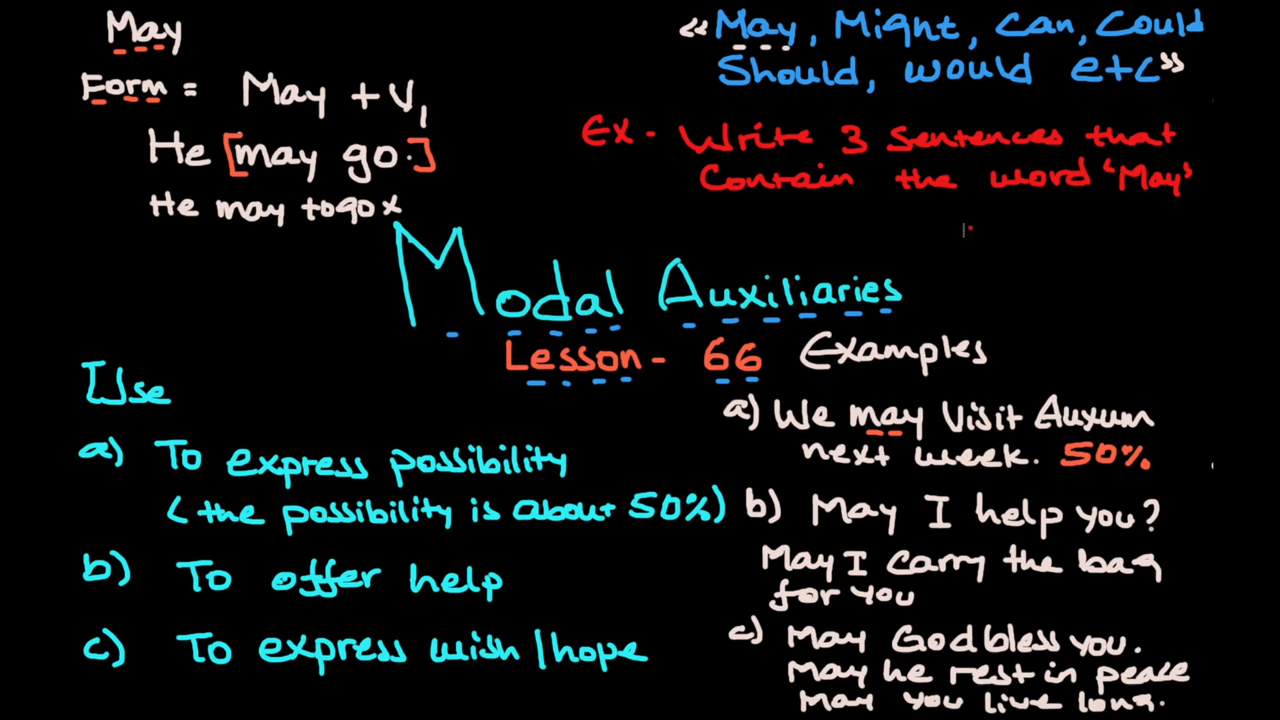 May
Form = May + V1
He [may go.]
He may to go x
"May, Might, Can, Could
Should, would etc"
Ex - Write 3 sentences that
contain the word 'May'
Modal Auxiliaries
Lesson - 66
Use
a) To express possibility
(the possibility is about 50%)
b) To offer help
c) To express wish/hope
Examples
a) We may visit Auxum
next week. 50%
b) May I help you?
May I carry the bag
for you
c) May God bless you.
May he rest in peace
May you live long.